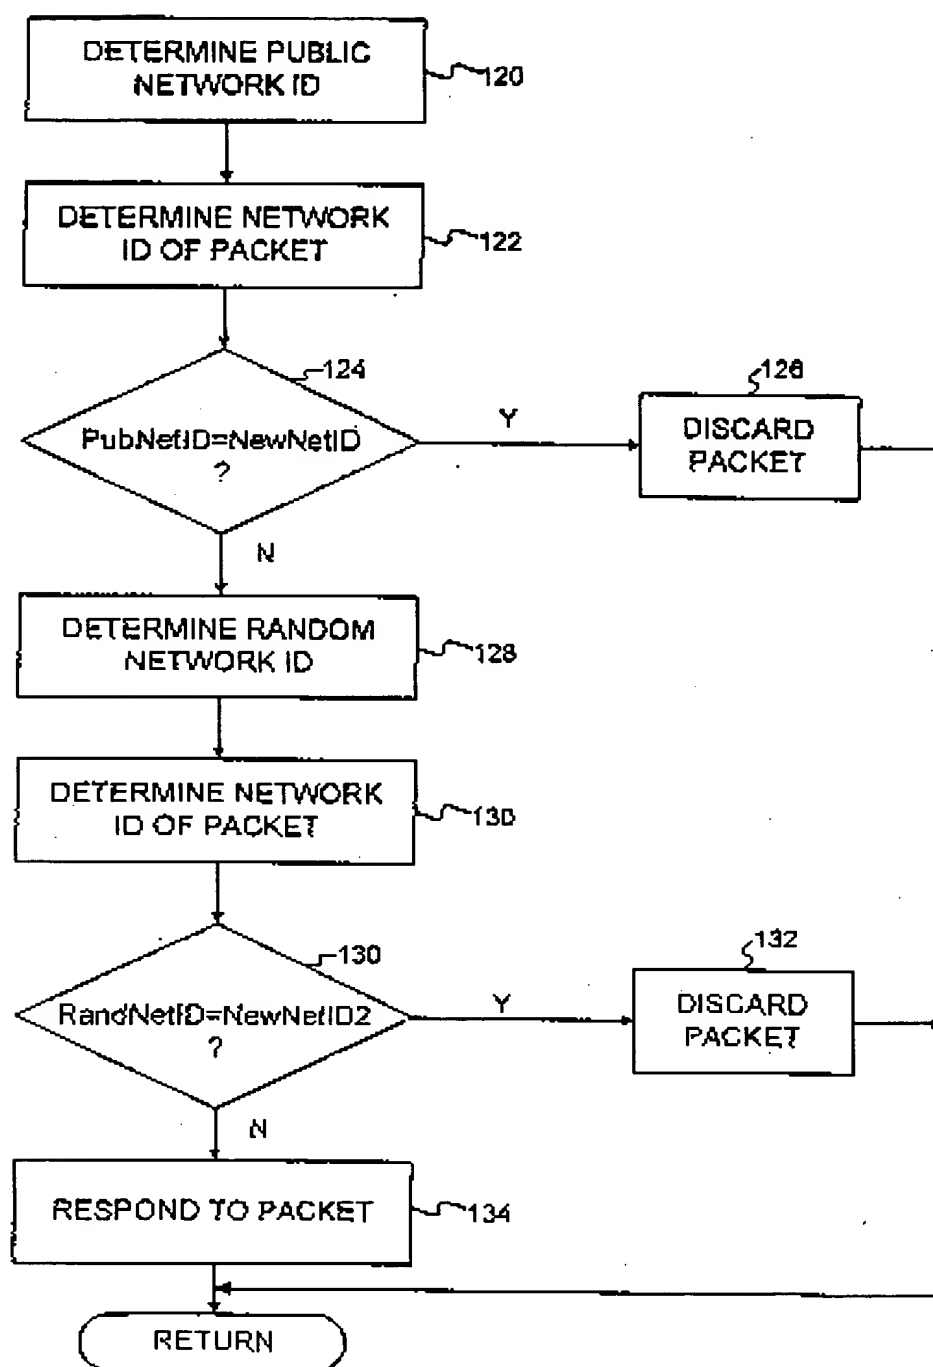 DETERMINE PUBLIC
NETWORK ID
120
DETERMINE NETWORK
ID OF PACKET
122
124
PubNetID=NewNetID
?
Y
126
DISCARD
PACKET
N
DETERMINE RANDOM
NETWORK ID
128
DETERMINE NETWORK
ID OF PACKET
130
130
RandNetID=NewNetID2
?
Y
132
DISCARD
PACKET
N
RESPOND TO PACKET
134
RETURN